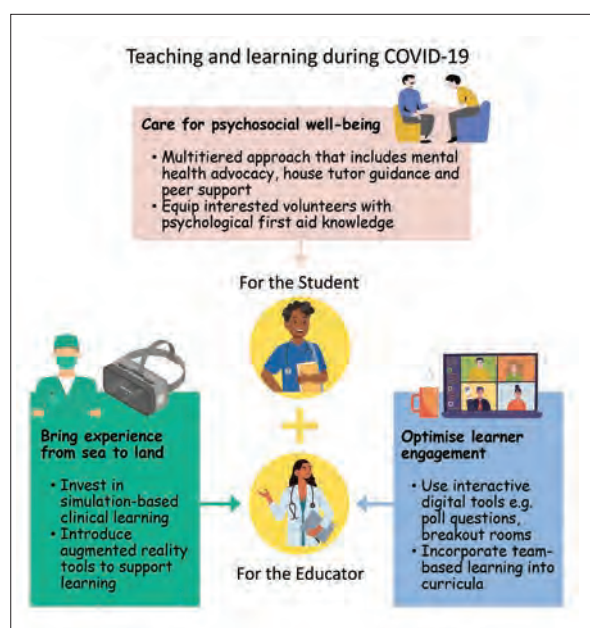 Teaching and learning during COVID-19
Care for psychosocial well-being
• Multitiered approach that includes mental
health advocacy, house tutor guidance and
peer support
• Equip interested volunteers with
psychological first aid knowledge
For the Student
Bring experience
from sea to land
• Invest in
simulation-based
clinical learning
• Introduce
augmented reality
tools to support
learning
Optimise learner
engagement
• Use interactive
digital tools e.g.
poll questions,
breakout rooms
• Incorporate team-
based learning into
curricula
For the Educator